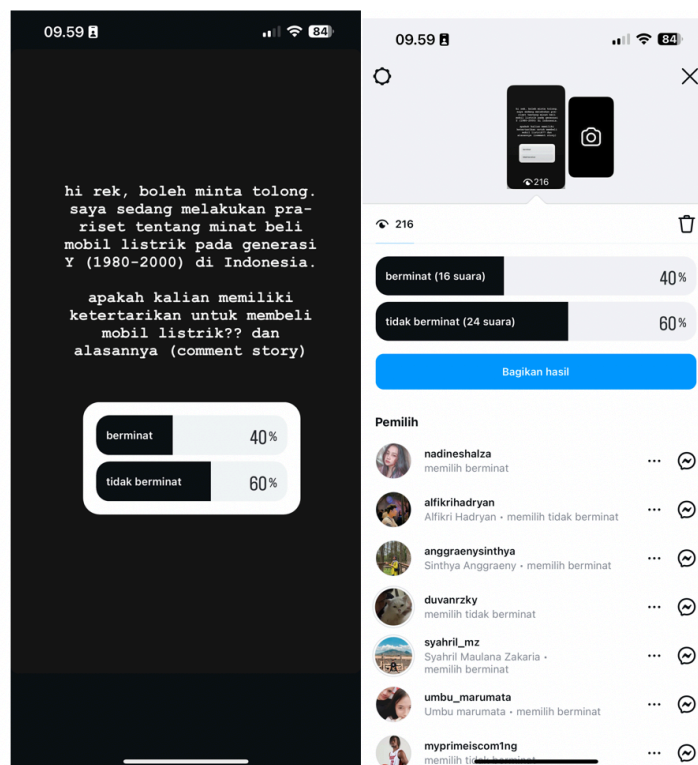 09.59
84
hi rek, boleh minta tolong.
saya sedang melakukan pra-
riset tentang minat beli
mobil listrik pada generasi
Y (1980-2000) di Indonesia.
apakah kalian memiliki
ketertarikan untuk membeli
mobil listrik?? dan
alasannya (comment story)
berminat 40%
tidak berminat 60%
09.59
84
216
216
berminat (16 suara) 40%
tidak berminat (24 suara) 60%
Bagikan hasil
Pemilih
nadineshalza
memilih berminat
alfikrihadryan
Alfikri Hadryan • memilih tidak berminat
anggraenysinthya
Sinthya Anggraeny • memilih berminat
duvanrzky
memilih tidak berminat
syahril_mz
Syahril Maulana Zakaria •
memilih berminat
umbu_marumata
Umbu marumata • memilih berminat
myprimeiscom1ng
memilih